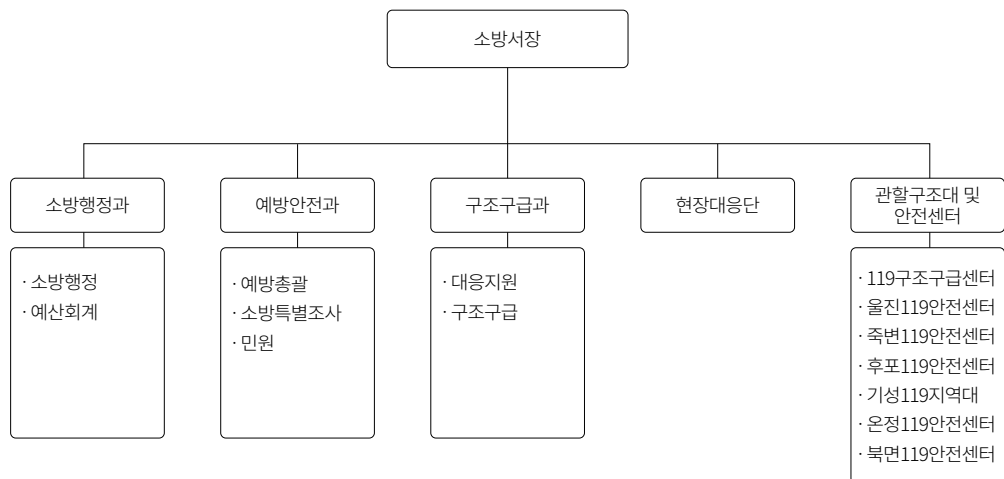 소방서장
소방행정과
예방안전과
구조구급과
현장대응단
관할구조대 및
안전센터
· 소방행정
· 예산회계
· 예방총괄
· 소방특별조사
· 민원
· 대응지원
· 구조구급
· 119구조구급센터
· 울진119안전센터
· 죽변119안전센터
· 후포119안전센터
· 기성119지역대
· 온정119안전센터
· 북면119안전센터